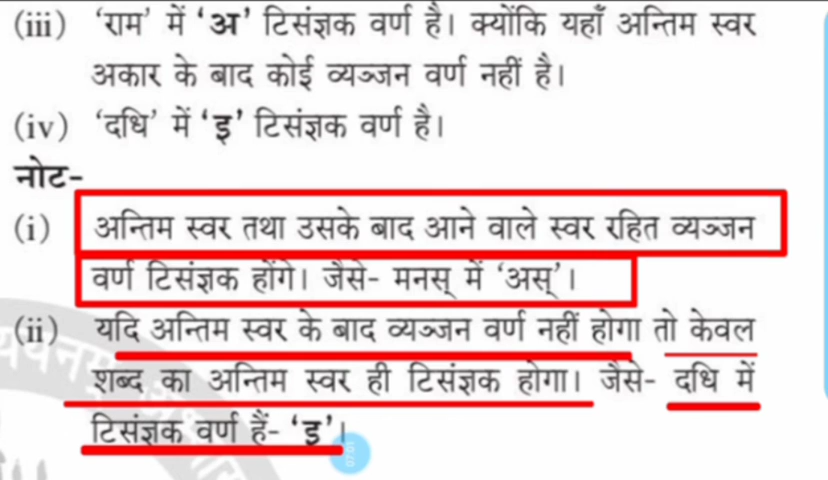 (iii) ‘राम’ में ‘अ’ टिसंज्ञक वर्ण है। क्योंकि यहाँ अन्तिम स्वर
अकार के बाद कोई व्यञ्जन वर्ण नहीं है।
(iv) ‘दधि’ में ‘इ’ टिसंज्ञक वर्ण है।
नोट-
(i) अन्तिम स्वर तथा उसके बाद आने वाले स्वर रहित व्यञ्जन
वर्ण टिसंज्ञक होंगे। जैसे- मनस् में ‘अस्’।
(ii) यदि अन्तिम स्वर के बाद व्यञ्जन वर्ण नहीं होगा तो केवल
शब्द का अन्तिम स्वर ही टिसंज्ञक होगा। जैसे- दधि में
टिसंज्ञक वर्ण हैं- ‘इ’।